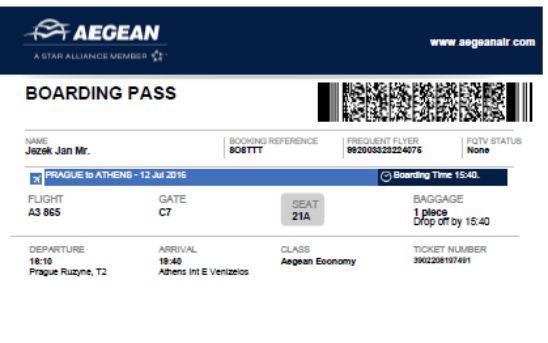 AEGEAN
A STAR ALLIANCE MEMBER
www.aegeanair.com
BOARDING PASS
NAME BOOKING REFERENCE FREQUENT FLYER FQTV STATUS
Jezek Jan Mr. 8O8TTT 992003323224076 None
PRAGUE to ATHENS - 12 Jul 2016 Boarding Time 15:40.
FLIGHT GATE SEAT BAGGAGE
A3 865 C7 21A 1 piece
Drop off by 15:40
DEPARTURE ARRIVAL CLASS TICKET NUMBER
16:10 19:40 Aegean Economy 3902208197491
Prague Ruzyne, T2 Athens Int E Venizelos